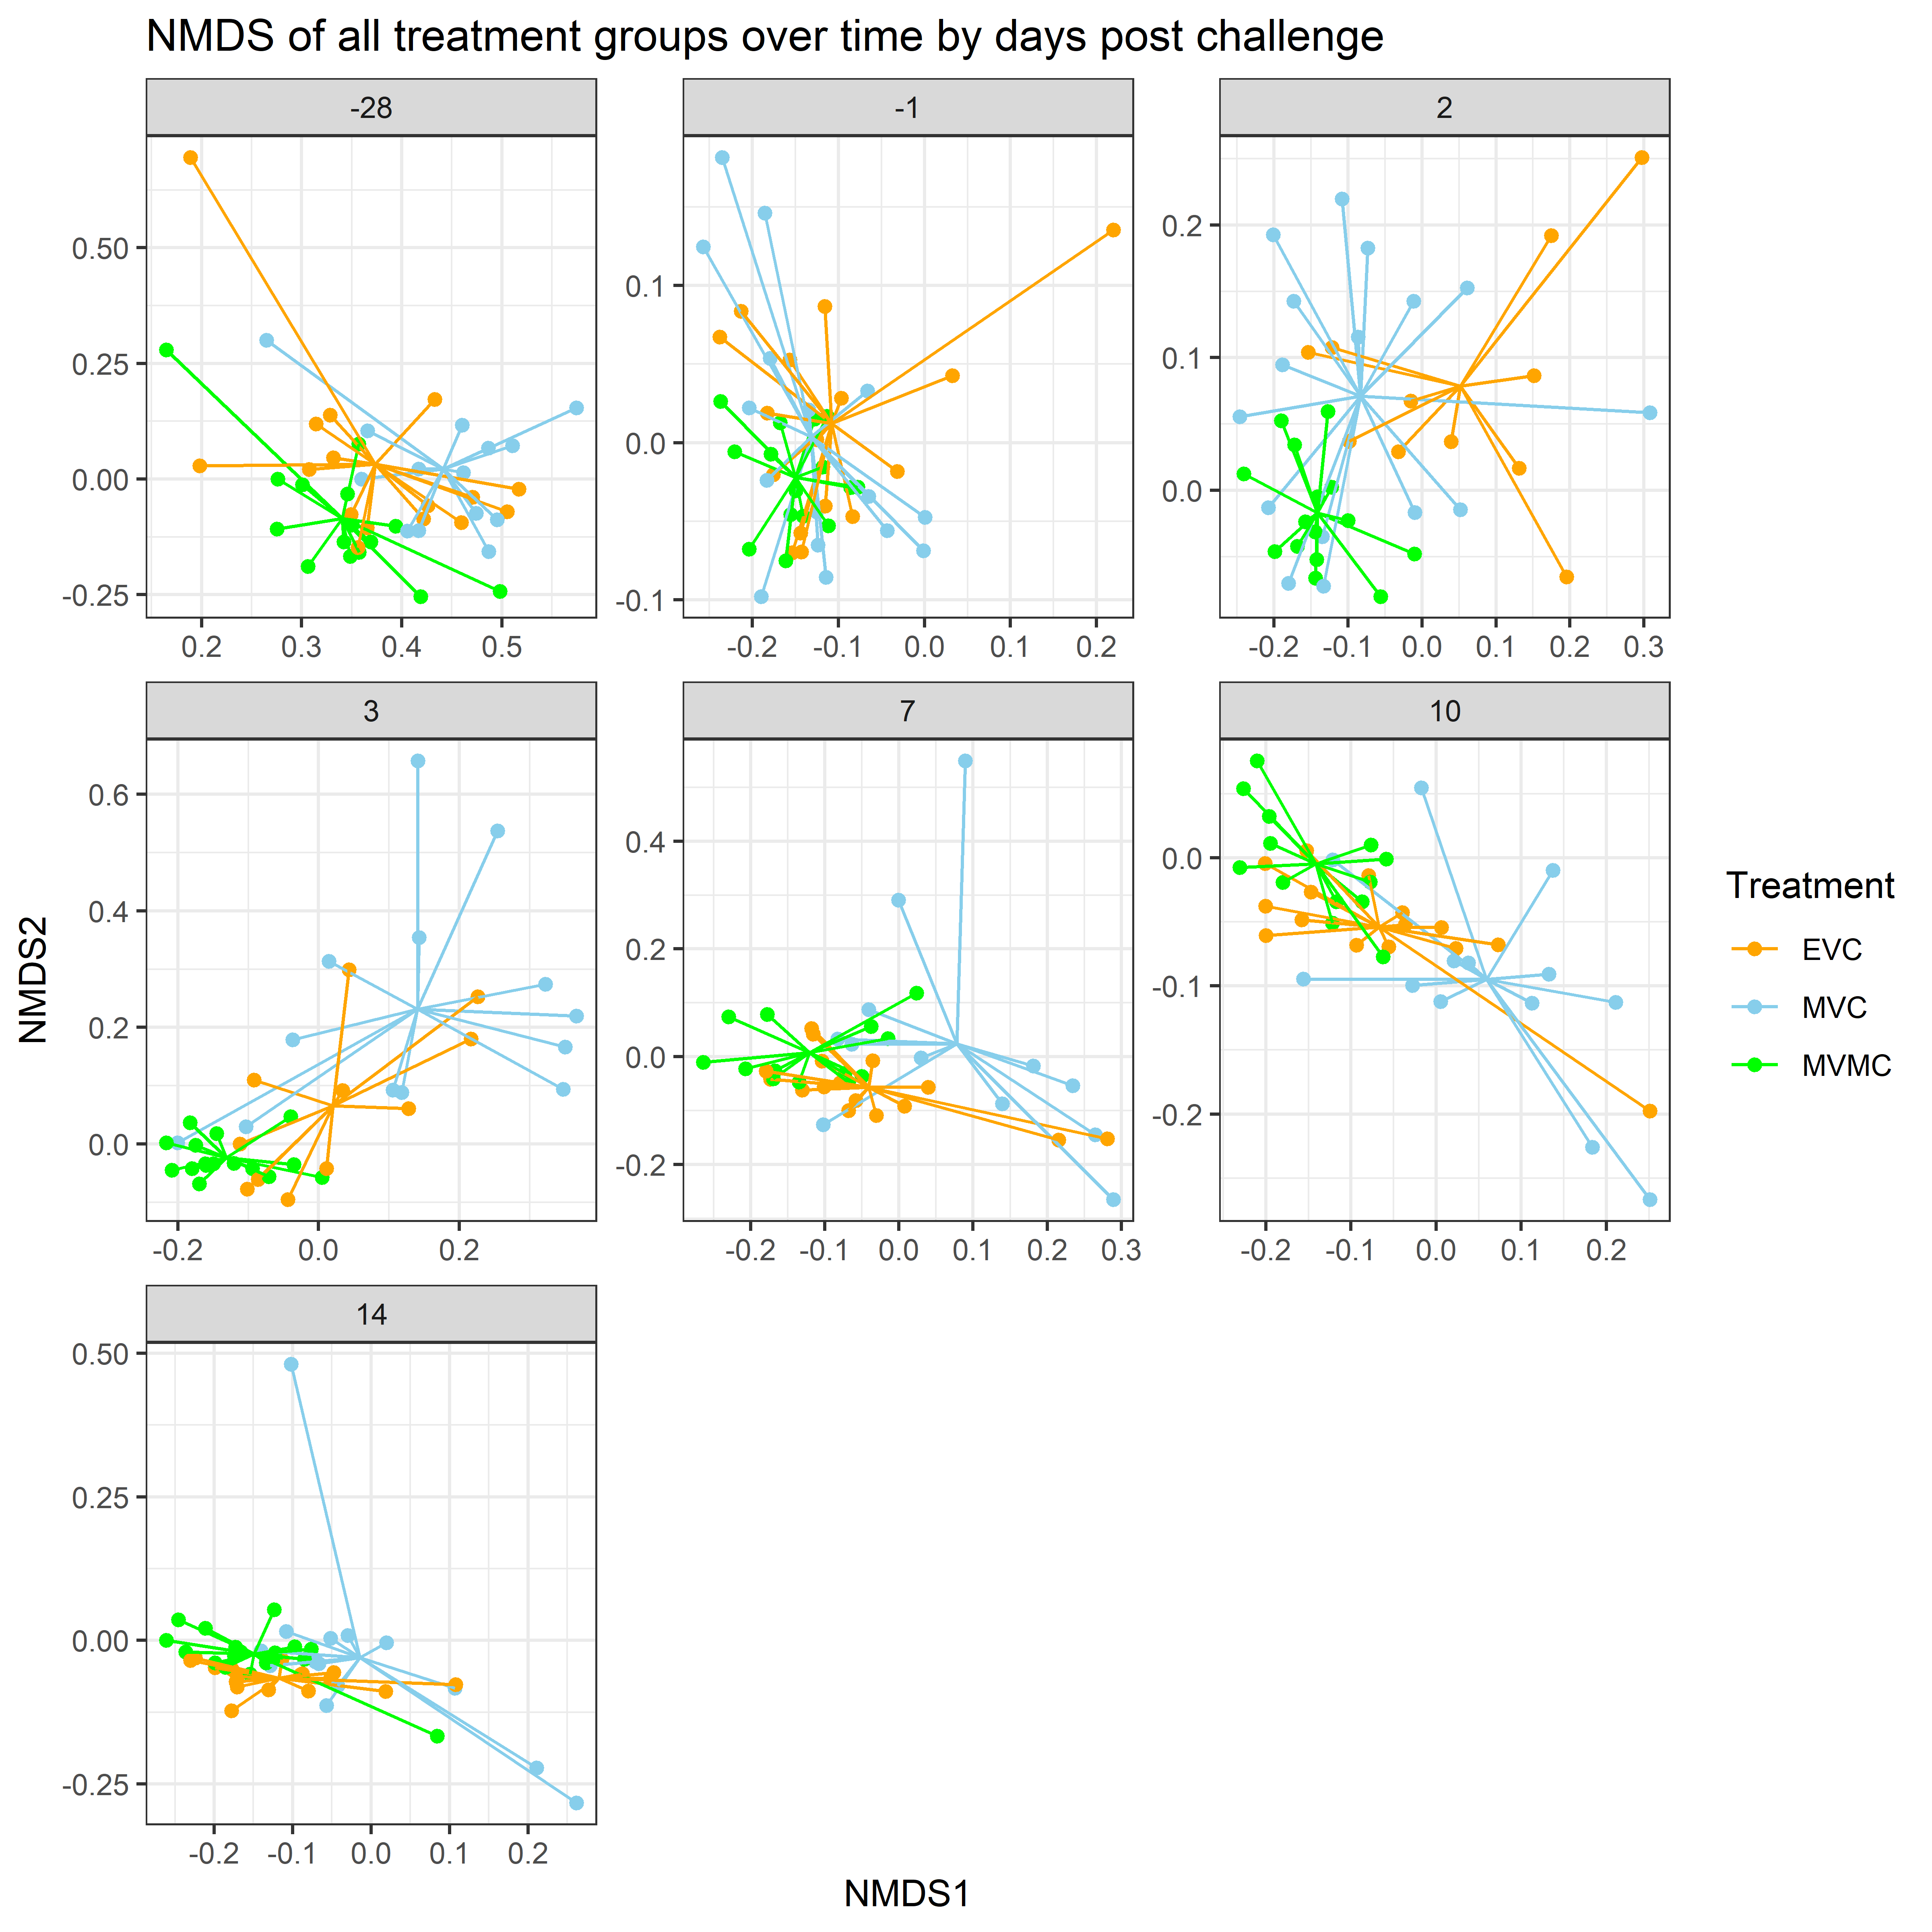 NMDS of all treatment groups over time by days post challenge
-28
-1
2
0.50
0.25
0.00
-0.25
0.2 0.3 0.4 0.5
0.1
0.0
-0.1
-0.2 -0.1 0.0 0.1 0.2
0.2
0.1
0.0
-0.2 -0.1 0.0 0.1 0.2 0.3
3
7
10
NMDS2
0.6
0.4
0.2
0.0
-0.2 0.0 0.2
0.4
0.2
0.0
-0.2
-0.2 -0.1 0.0 0.1 0.2 0.3
0.0
-0.1
-0.2
-0.2 -0.1 0.0 0.1 0.2
Treatment
EVC
MVC
MVMC
14
0.50
0.25
0.00
-0.25
-0.2 -0.1 0.0 0.1 0.2
NMDS1